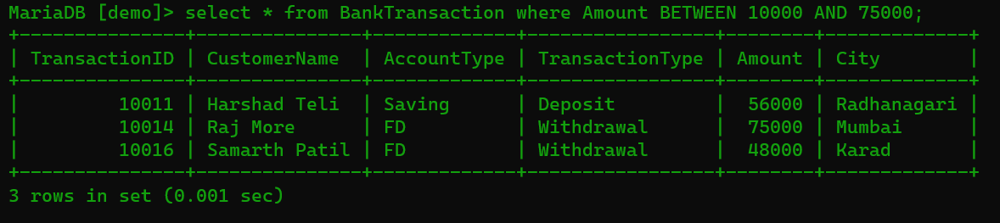 MariaDB [demo]> select * from BankTransaction where Amount BETWEEN 10000 AND 75000;
+---------------+---------------+-------------+-----------------+--------+------------+
| TransactionID | CustomerName  | AccountType | TransactionType | Amount | City       |
+---------------+---------------+-------------+-----------------+--------+------------+
|         10011 | Harshad Teli  | Saving      | Deposit         |  56000 | Radhanagari |
|         10014 | Raj More      | FD          | Withdrawal      |  75000 | Mumbai      |
|         10016 | Samarth Patil | FD          | Withdrawal      |  48000 | Karad       |
+---------------+---------------+-------------+-----------------+--------+-------------+
3 rows in set (0.001 sec)